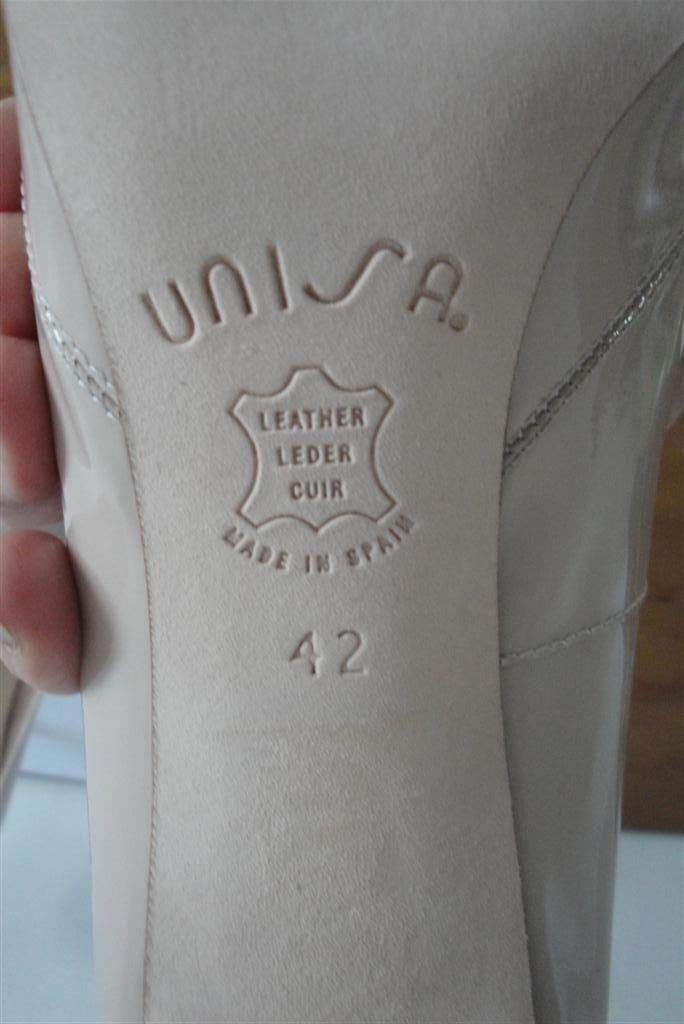 UNISA.
LEATHER
LEDER
CUIR
MADE IN SPAIN
42